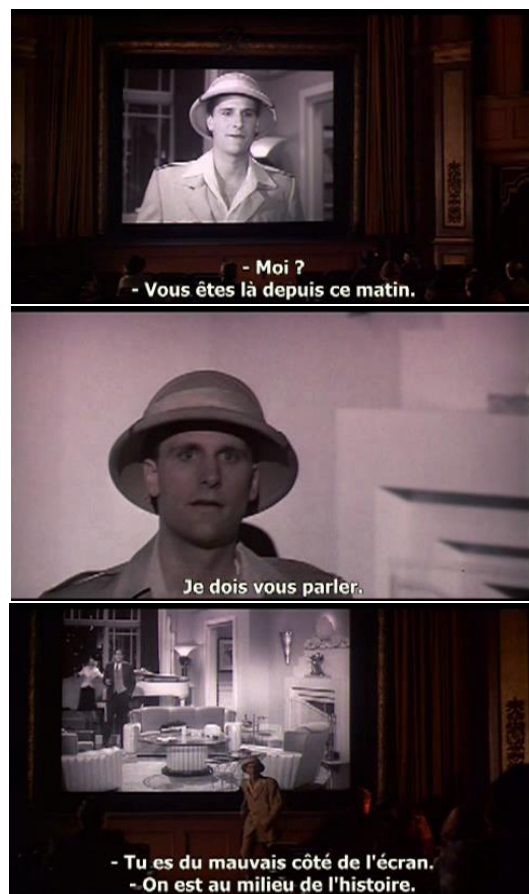 - Moi ?
- Vous êtes là depuis ce matin.
Je dois vous parler.
- Tu es du mauvais côté de l'écran.
- On est au milieu de l'histoire.